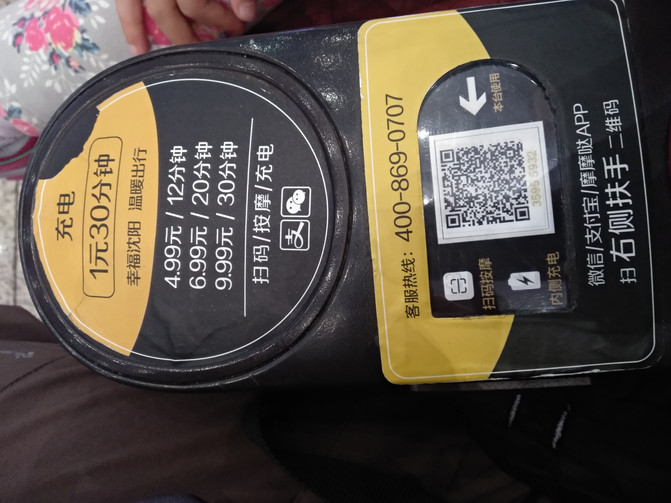 充电
1元30分钟
幸福沈阳 温暖出行
4.99元 / 12分钟
6.99元 / 20分钟
9.99元 / 30分钟
扫码/按摩/充电
支
客服热线：400-869-0707
本台使用
3595 5932
扫码按摩
内侧充电
微信/支付宝/摩摩哒APP
扫 右侧扶手 二维码